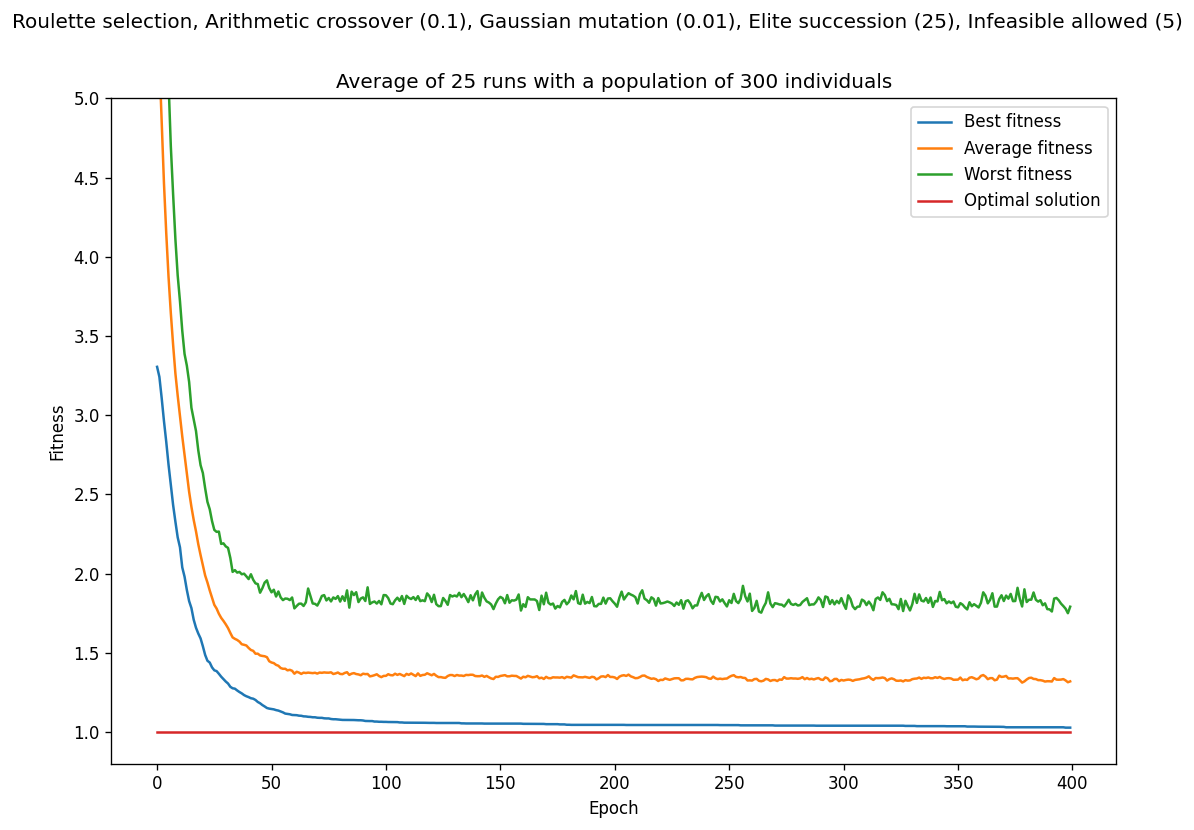 Roulette selection, Arithmetic crossover (0.1), Gaussian mutation (0.01), Elite succession (25), Infeasible allowed (5)
Average of 25 runs with a population of 300 individuals
5.0
4.5
4.0
3.5
3.0
2.5
2.0
1.5
1.0
Fitness
Best fitness
Average fitness
Worst fitness
Optimal solution
0
50
100
150
200
250
300
350
400
Epoch